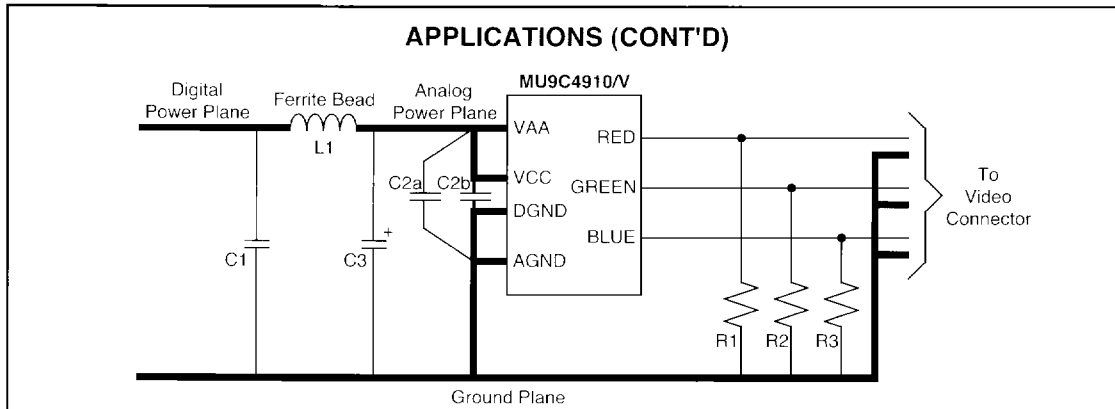 APPLICATIONS (CONT'D)
MU9C4910/V
Digital
Power Plane
Ferrite Bead
L1
Analog
Power Plane
VAA
VCC
DGND
AGND
RED
GREEN
BLUE
C2a
C2b
C1
C3
+
R1
R2
R3
To
Video
Connector
Ground Plane